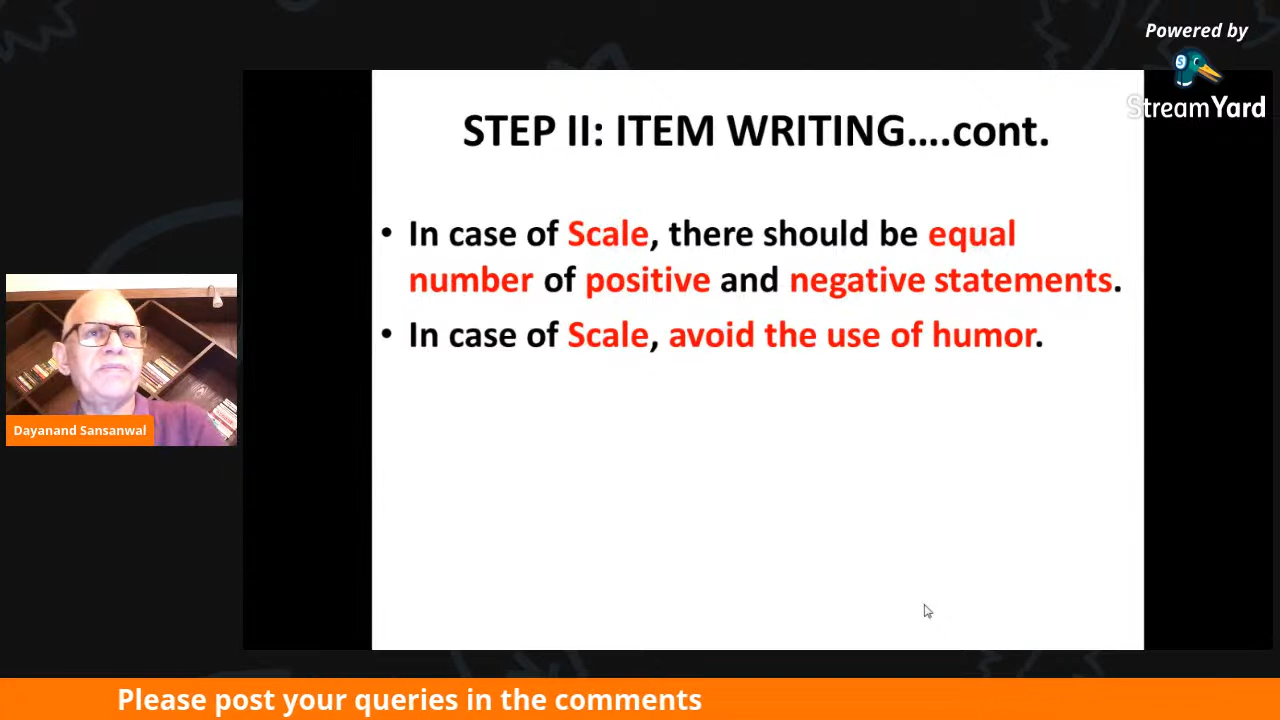 Powered by
StreamYard
STEP II: ITEM WRITING….cont.
• In case of Scale, there should be equal
number of positive and negative statements.
• In case of Scale, avoid the use of humor.
Dayanand Sansanwal
Please post your queries in the comments